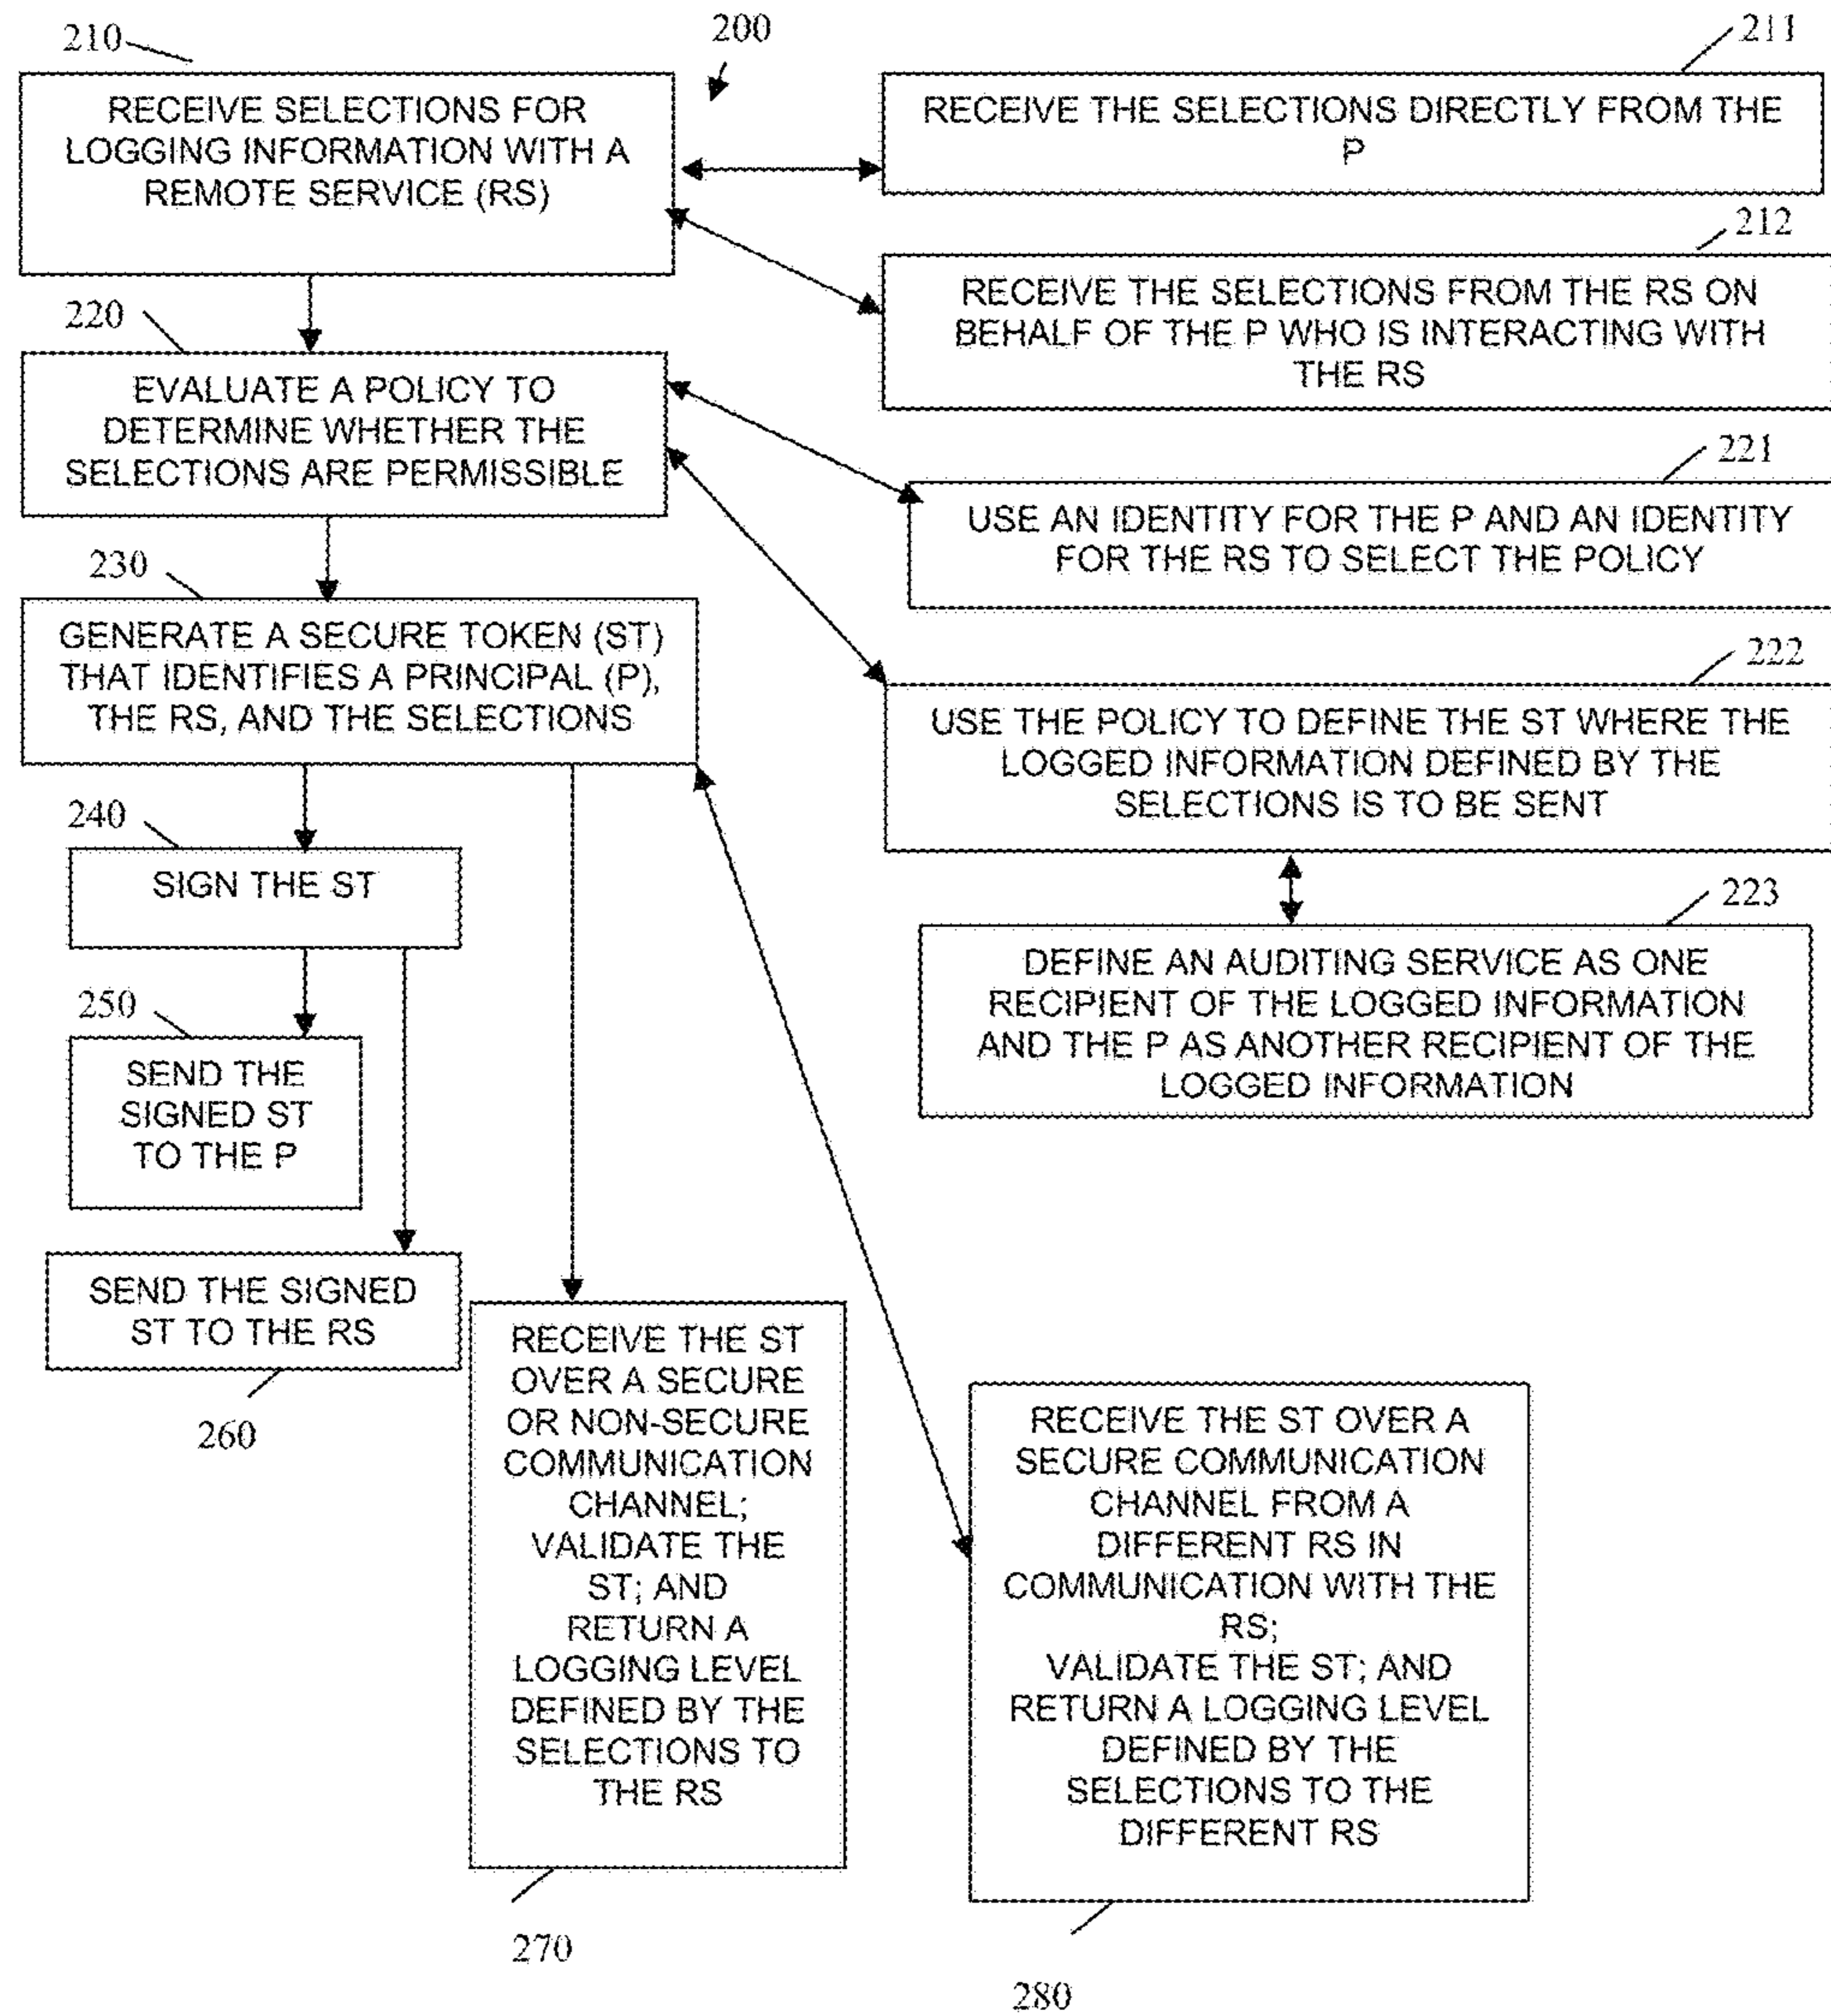 200
210
RECEIVE SELECTIONS FOR
LOGGING INFORMATION WITH A
REMOTE SERVICE (RS)
211
RECEIVE THE SELECTIONS DIRECTLY FROM THE
P
212
RECEIVE THE SELECTIONS FROM THE RS ON
BEHALF OF THE P WHO IS INTERACTING WITH
THE RS
220
EVALUATE A POLICY TO
DETERMINE WHETHER THE
SELECTIONS ARE PERMISSIBLE
221
USE AN IDENTITY FOR THE P AND AN IDENTITY
FOR THE RS TO SELECT THE POLICY
222
USE THE POLICY TO DEFINE THE ST WHERE THE
LOGGED INFORMATION DEFINED BY THE
SELECTIONS IS TO BE SENT
223
DEFINE AN AUDITING SERVICE AS ONE
RECIPIENT OF THE LOGGED INFORMATION
AND THE P AS ANOTHER RECIPIENT OF THE
LOGGED INFORMATION
230
GENERATE A SECURE TOKEN (ST)
THAT IDENTIFIES A PRINCIPAL (P),
THE RS, AND THE SELECTIONS
240
SIGN THE ST
250
SEND THE
SIGNED ST
TO THE P
SEND THE SIGNED
ST TO THE RS
260
RECEIVE THE ST
OVER A SECURE
OR NON-SECURE
COMMUNICATION
CHANNEL;
VALIDATE THE
ST; AND
RETURN A
LOGGING LEVEL
DEFINED BY THE
SELECTIONS TO
THE RS
270
RECEIVE THE ST OVER A
SECURE COMMUNICATION
CHANNEL FROM A
DIFFERENT RS IN
COMMUNICATION WITH THE
RS;
VALIDATE THE ST; AND
RETURN A LOGGING LEVEL
DEFINED BY THE
SELECTIONS TO THE
DIFFERENT RS
280